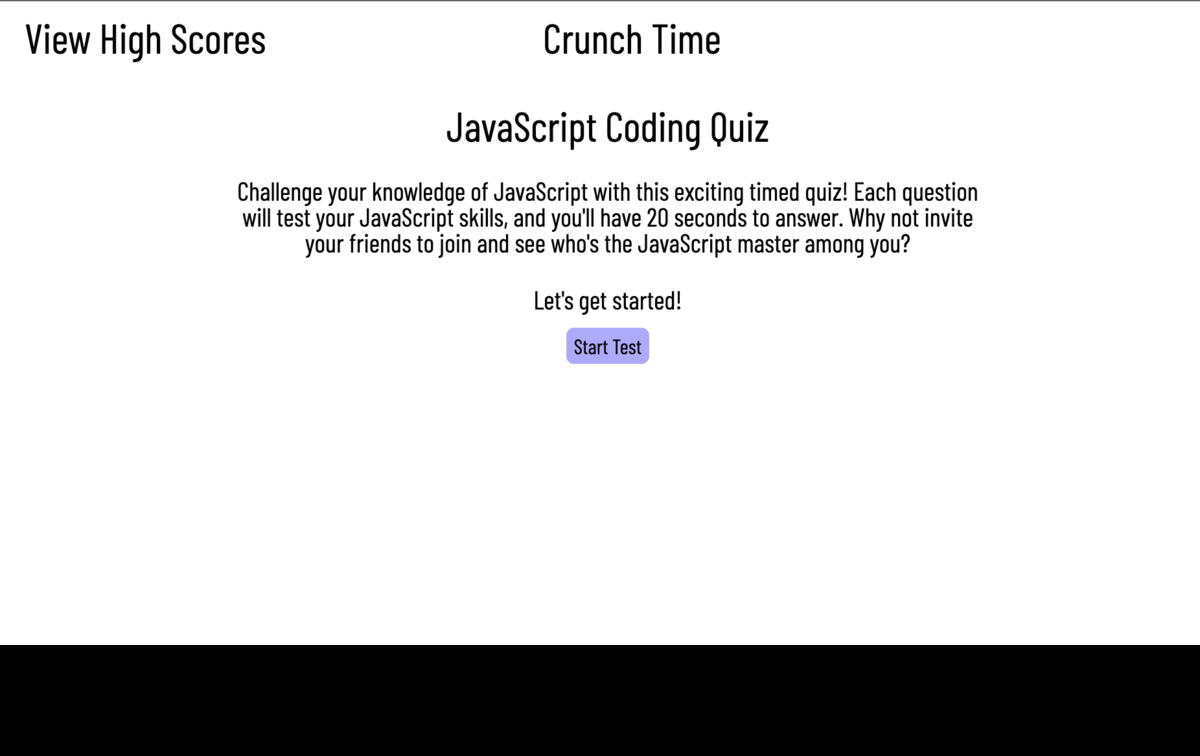 View High Scores
Crunch Time
JavaScript Coding Quiz
Challenge your knowledge of JavaScript with this exciting timed quiz! Each question
will test your JavaScript skills, and you'll have 20 seconds to answer. Why not invite
your friends to join and see who's the JavaScript master among you?
Let's get started!
Start Test